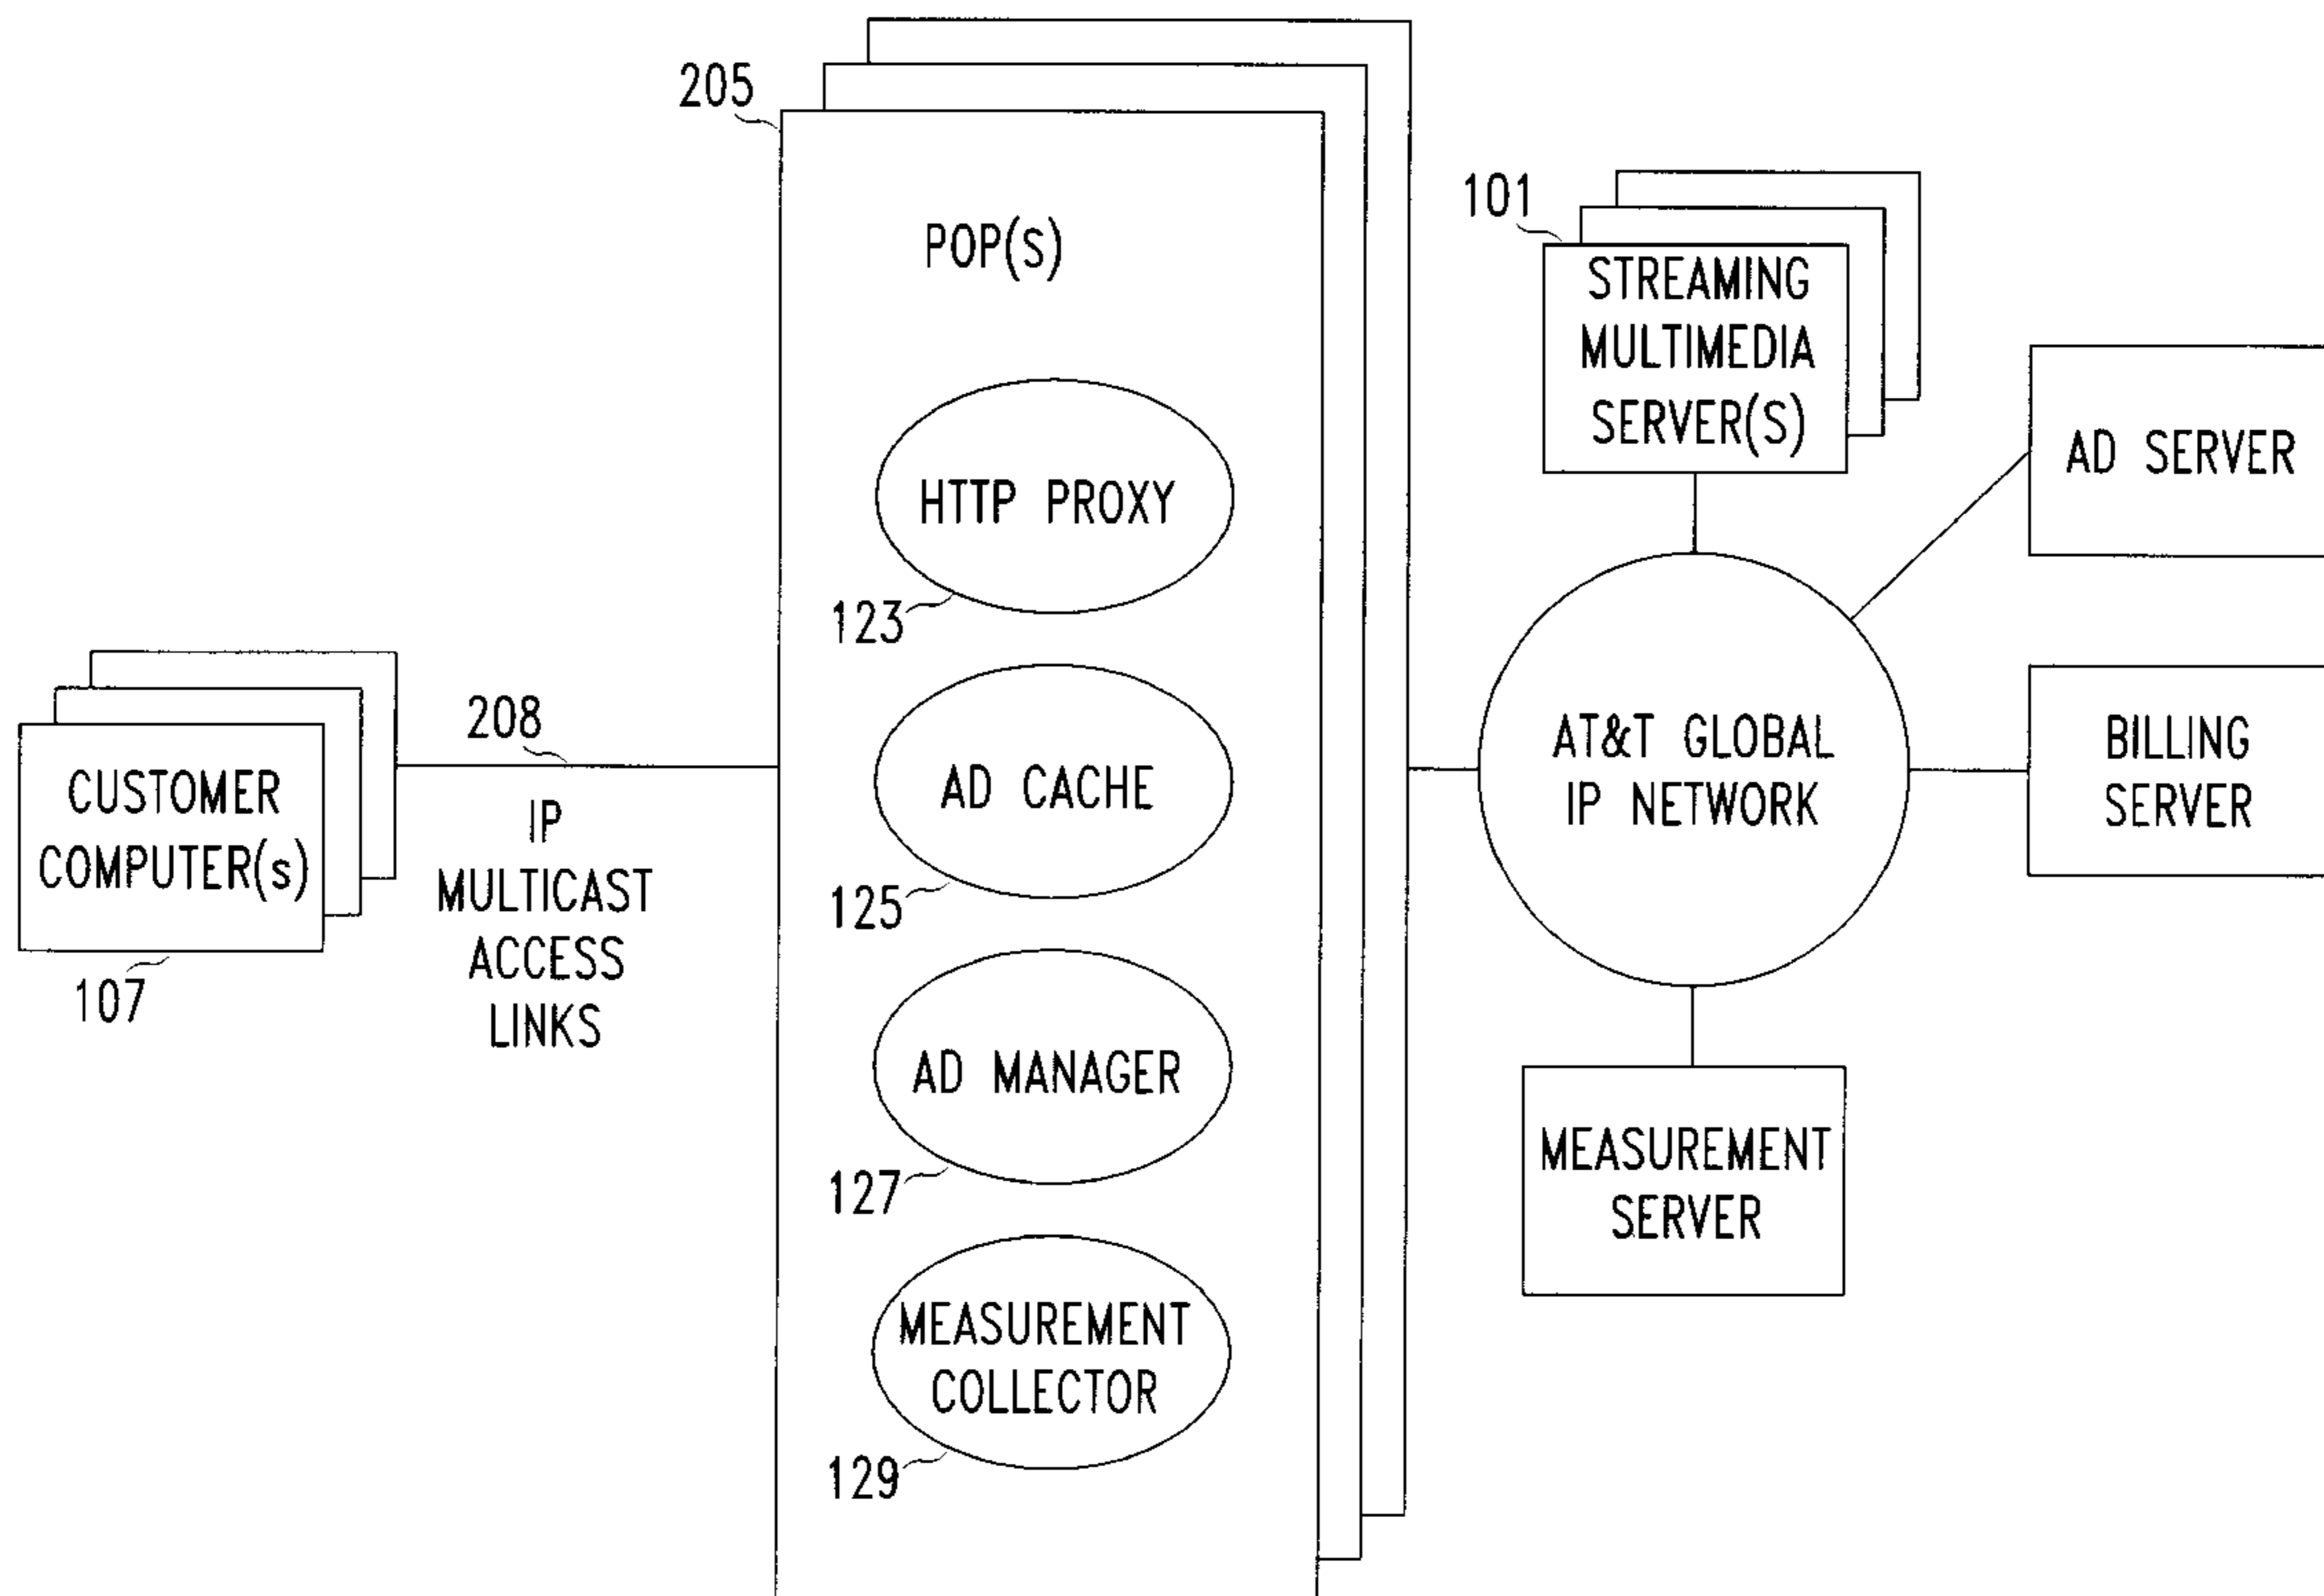 205
POP(s)
HTTP PROXY
123
AD CACHE
125
AD MANAGER
127
MEASUREMENT
COLLECTOR
129
CUSTOMER
COMPUTER(s)
107
208
IP
MULTICAST
ACCESS
LINKS
101
STREAMING
MULTIMEDIA
SERVER(S)
AD SERVER
AT&T GLOBAL
IP NETWORK
BILLING
SERVER
MEASUREMENT
SERVER